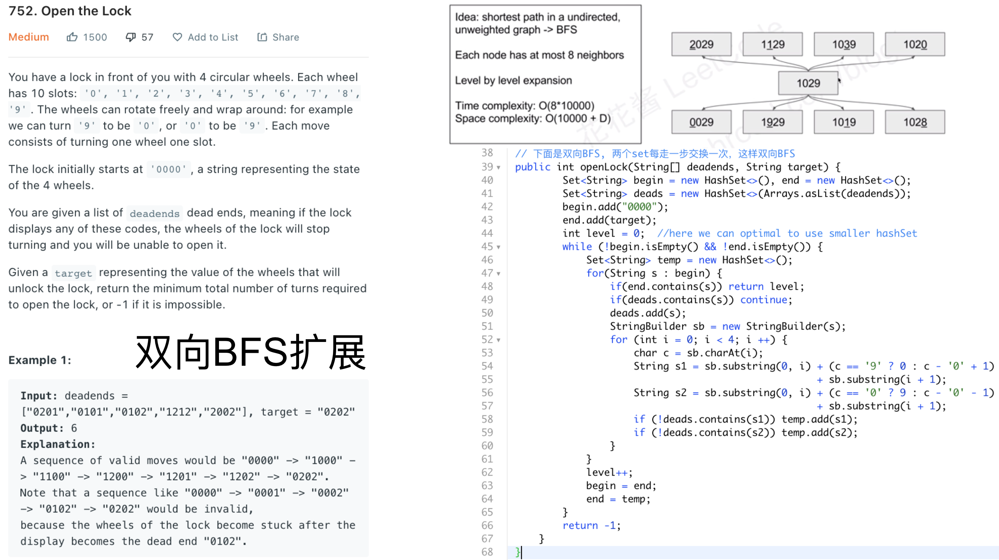 752. Open the Lock
Medium 1500 57 Add to List Share
You have a lock in front of you with 4 circular wheels. Each wheel
has 10 slots: '0', '1', '2', '3', '4', '5', '6', '7', '8',
'9'. The wheels can rotate freely and wrap around: for example
we can turn '9' to be '0', or '0' to be '9'. Each move
consists of turning one wheel one slot.
The lock initially starts at '0000', a string representing the state
of the 4 wheels.
You are given a list of deadends dead ends, meaning if the lock
displays any of these codes, the wheels of the lock will stop
turning and you will be unable to open it.
Given a target representing the value of the wheels that will
unlock the lock, return the minimum total number of turns required
to open the lock, or -1 if it is impossible.
双向BFS扩展
Example 1:
Input: deadends =
["0201","0101","0102","1212","2002"], target = "0202"
Output: 6
Explanation:
A sequence of valid moves would be "0000" -> "1000" -
> "1100" -> "1200" -> "1201" -> "1202" -> "0202".
Note that a sequence like "0000" -> "0001" -> "0002"
-> "0102" -> "0202" would be invalid,
because the wheels of the lock become stuck after the
display becomes the dead end "0102".
Idea: shortest path in a undirected,
unweighted graph -> BFS
Each node has at most 8 neighbors
Level by level expansion
Time complexity: O(8*10000)
Space complexity: O(10000 + D)
2029 1129 1039 1020
1029
0029 1929 1019 1028
花花酱 LeetCode
38 // 下面是双向BFS, 两个set每走一步交换一次, 这样双向BFS
39 public int openLock(String[] deadends, String target) {
40 Set<String> begin = new HashSet<>(), end = new HashSet<>();
41 Set<String> deads = new HashSet<>(Arrays.asList(deadends));
42 begin.add("0000");
43 end.add(target);
44 int level = 0; //here we can optimal to use smaller hashSet
45 while (!begin.isEmpty() && !end.isEmpty()) {
46 Set<String> temp = new HashSet<>();
47 for(String s : begin) {
48 if(end.contains(s)) return level;
49 if(deads.contains(s)) continue;
50 deads.add(s);
51 StringBuilder sb = new StringBuilder(s);
52 for (int i = 0; i < 4; i ++) {
53 char c = sb.charAt(i);
54 String s1 = sb.substring(0, i) + (c == '9' ? 0 : c - '0' + 1)
55 + sb.substring(i + 1);
56 String s2 = sb.substring(0, i) + (c == '0' ? 9 : c - '0' - 1)
57 + sb.substring(i + 1);
58 if (!deads.contains(s1)) temp.add(s1);
59 if (!deads.contains(s2)) temp.add(s2);
60 }
61 }
62 level++;
63 begin = end;
64 end = temp;
65 }
66 return -1;
67 }
68 }